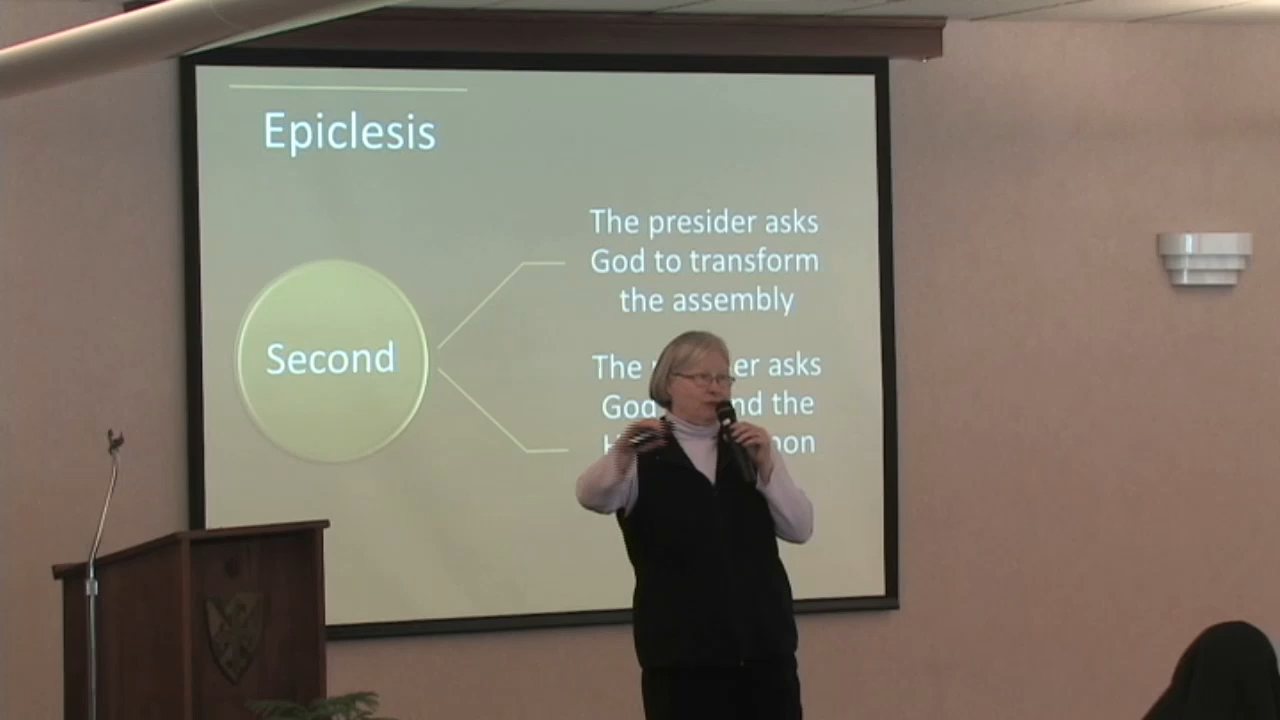 Epiclesis
Second
The presider asks
God to transform
the assembly
The asks
God the